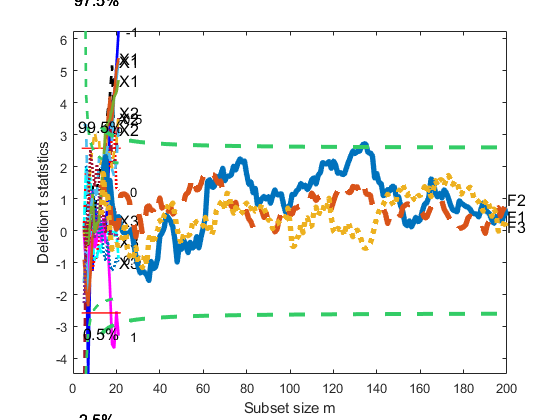 97.5%
6
5
4
3
2
1
0
-1
-2
-3
-4
-1
X1
X1
X2
X2
99.5%
0
X3
X3
0.5%
1
F2
F1
F3
0 20 40 60 80 100 120 140 160 180 200
Deletion t statistics
Subset size m
2.5%